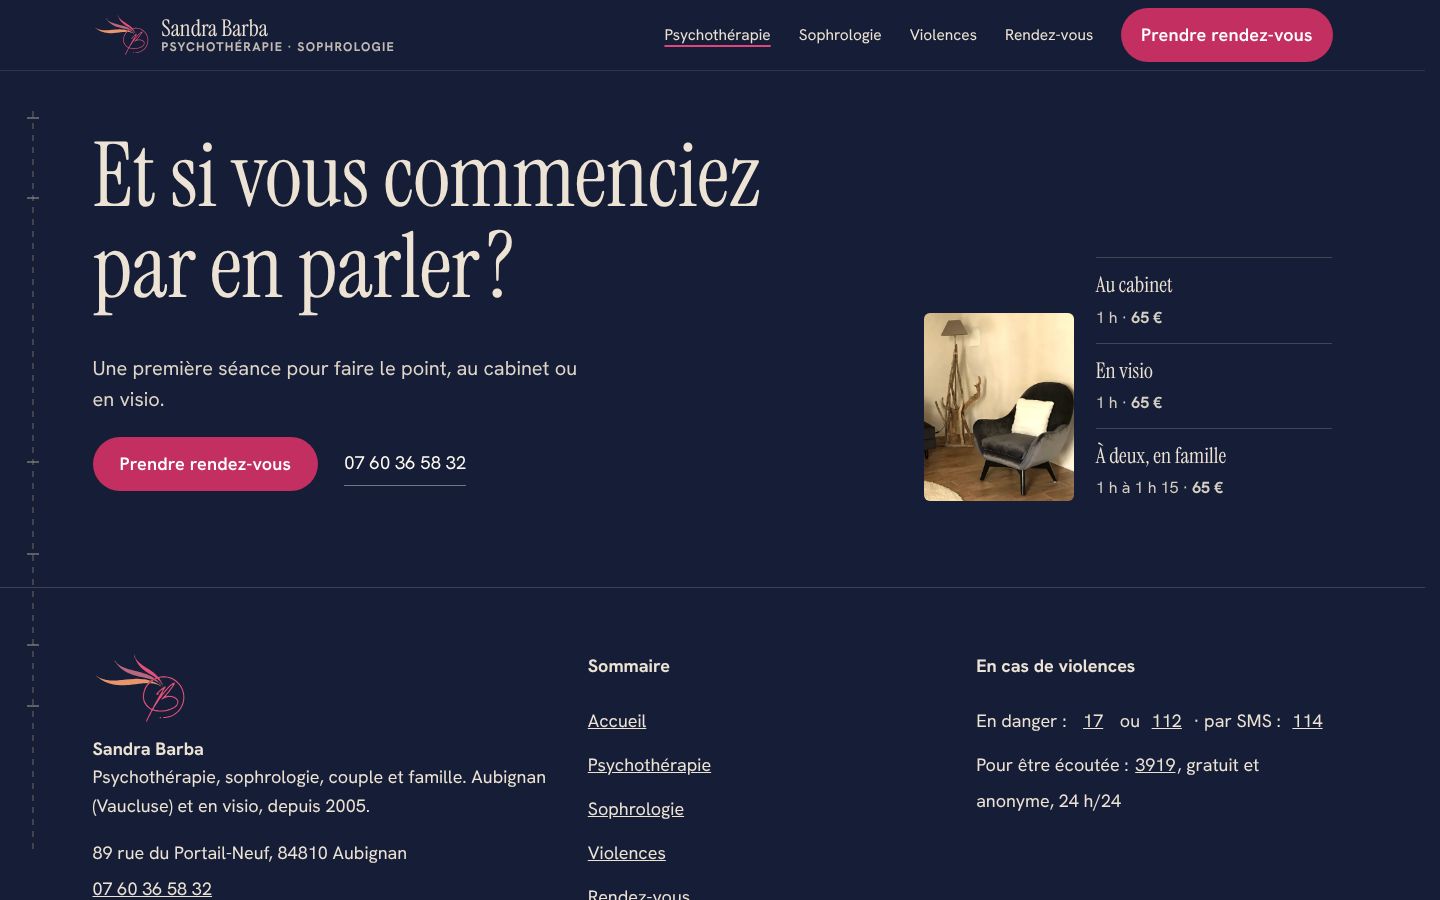 Sandra Barba
PSYCHOTHÉRAPIE · SOPHROLOGIE
Psychothérapie
Sophrologie
Violences
Rendez-vous
Prendre rendez-vous
Et si vous commenciez
par en parler ?
Une première séance pour faire le point, au cabinet ou
en visio.
Prendre rendez-vous
07 60 36 58 32
Au cabinet
1 h · 65 €
En visio
1 h · 65 €
À deux, en famille
1 h à 1 h 15 · 65 €
Sandra Barba
Psychothérapie, sophrologie, couple et famille. Aubignan
(Vaucluse) et en visio, depuis 2005.
89 rue du Portail-Neuf, 84810 Aubignan
07 60 36 58 32
Sommaire
Accueil
Psychothérapie
Sophrologie
Violences
Rendez-vous
En cas de violences
En danger : 17 ou 112 · par SMS : 114
Pour être écoutée : 3919, gratuit et
anonyme, 24 h/24